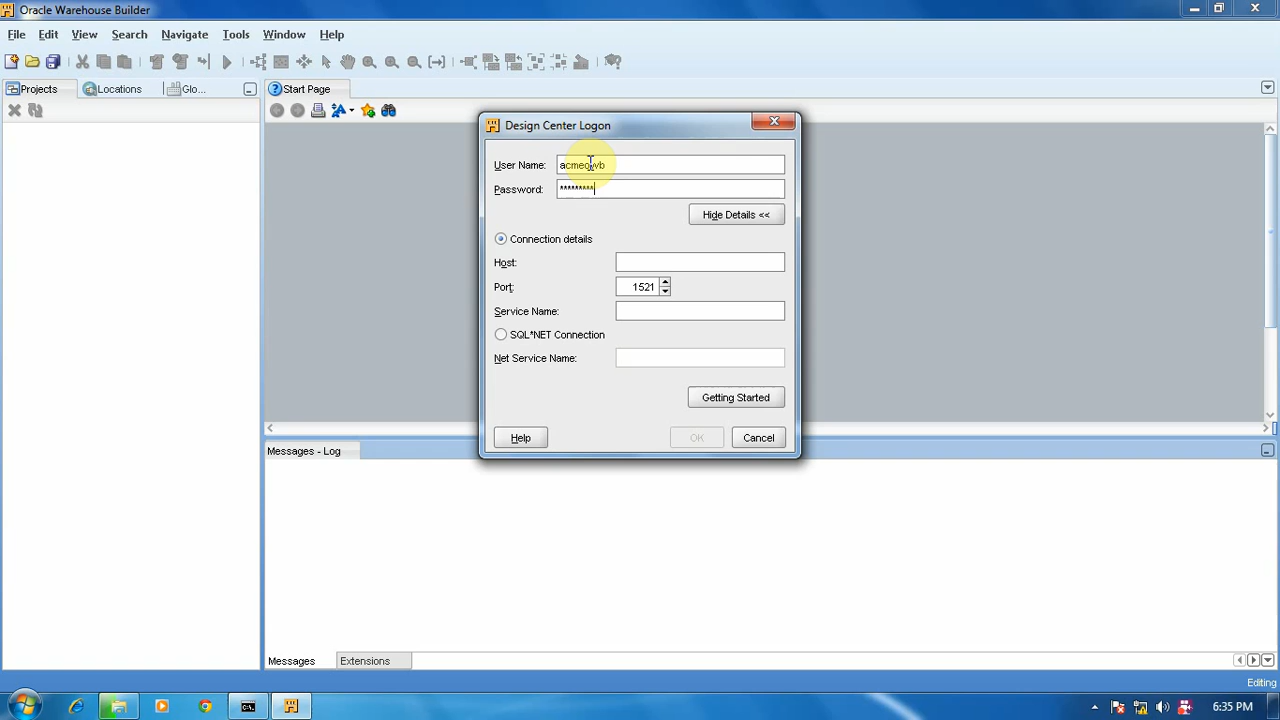 Oracle Warehouse Builder
File Edit View Search Navigate Tools Window Help
Projects Locations Glo... Start Page
Design Center Logon
User Name:
Password: *********
Hide Details <<
Connection details
Host:
Port: 1521
Service Name:
SQL*NET Connection
Net Service Name:
Getting Started
Help OK Cancel
Messages - Log
Messages Extensions
Editing
6:35 PM